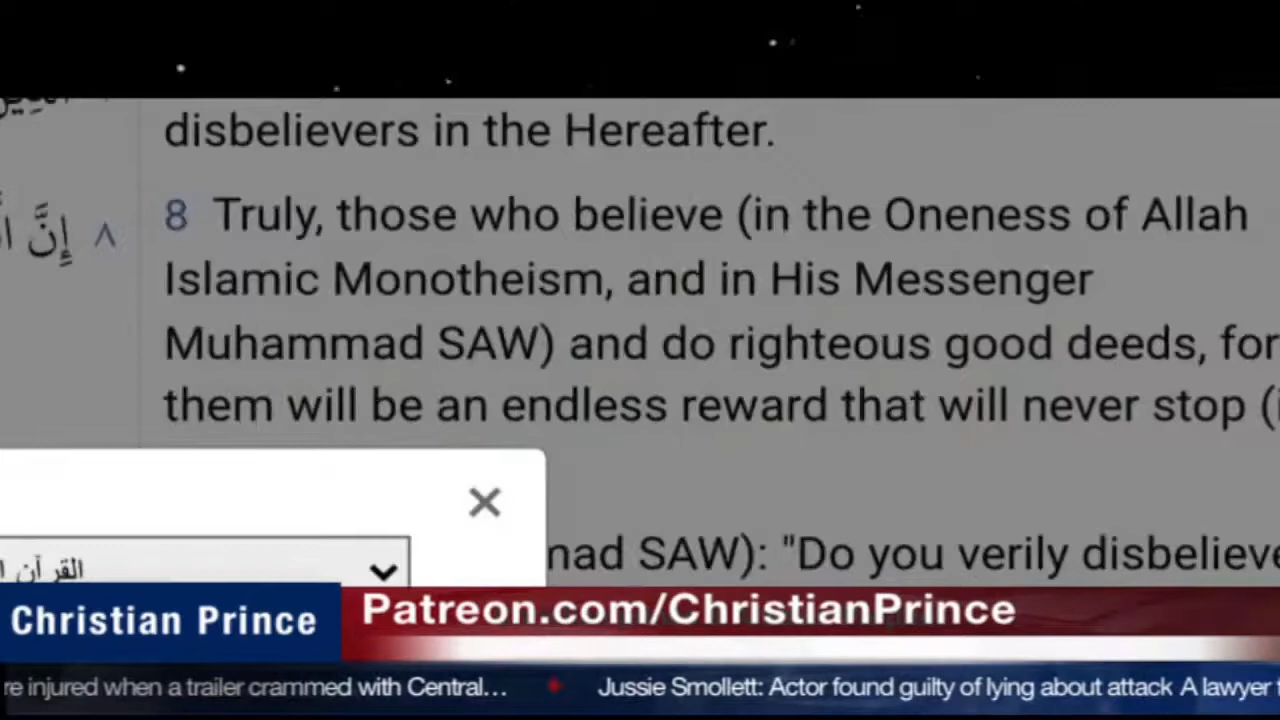 disbelievers in the Hereafter.
إِنَّ ٨
8 Truly, those who believe (in the Oneness of Allah
Islamic Monotheism, and in His Messenger
Muhammad SAW) and do righteous good deeds, for
them will be an endless reward that will never stop (
×
القرآن
mad SAW): "Do you verily disbelieve
Christian Prince
Patreon.com/ChristianPrince
re injured when a trailer crammed with Central...
Jussie Smollett: Actor found guilty of lying about attack A lawyer